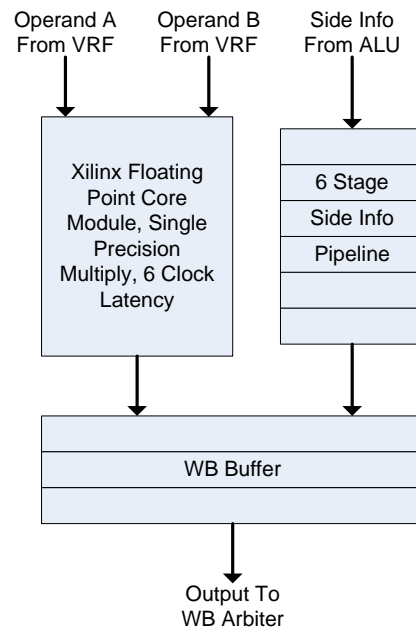 Operand A
From VRF
Operand B
From VRF
Side Info
From ALU
Xilinx Floating
Point Core
Module, Single
Precision
Multiply, 6 Clock
Latency
6 Stage
Side Info
Pipeline
WB Buffer
Output To
WB Arbiter